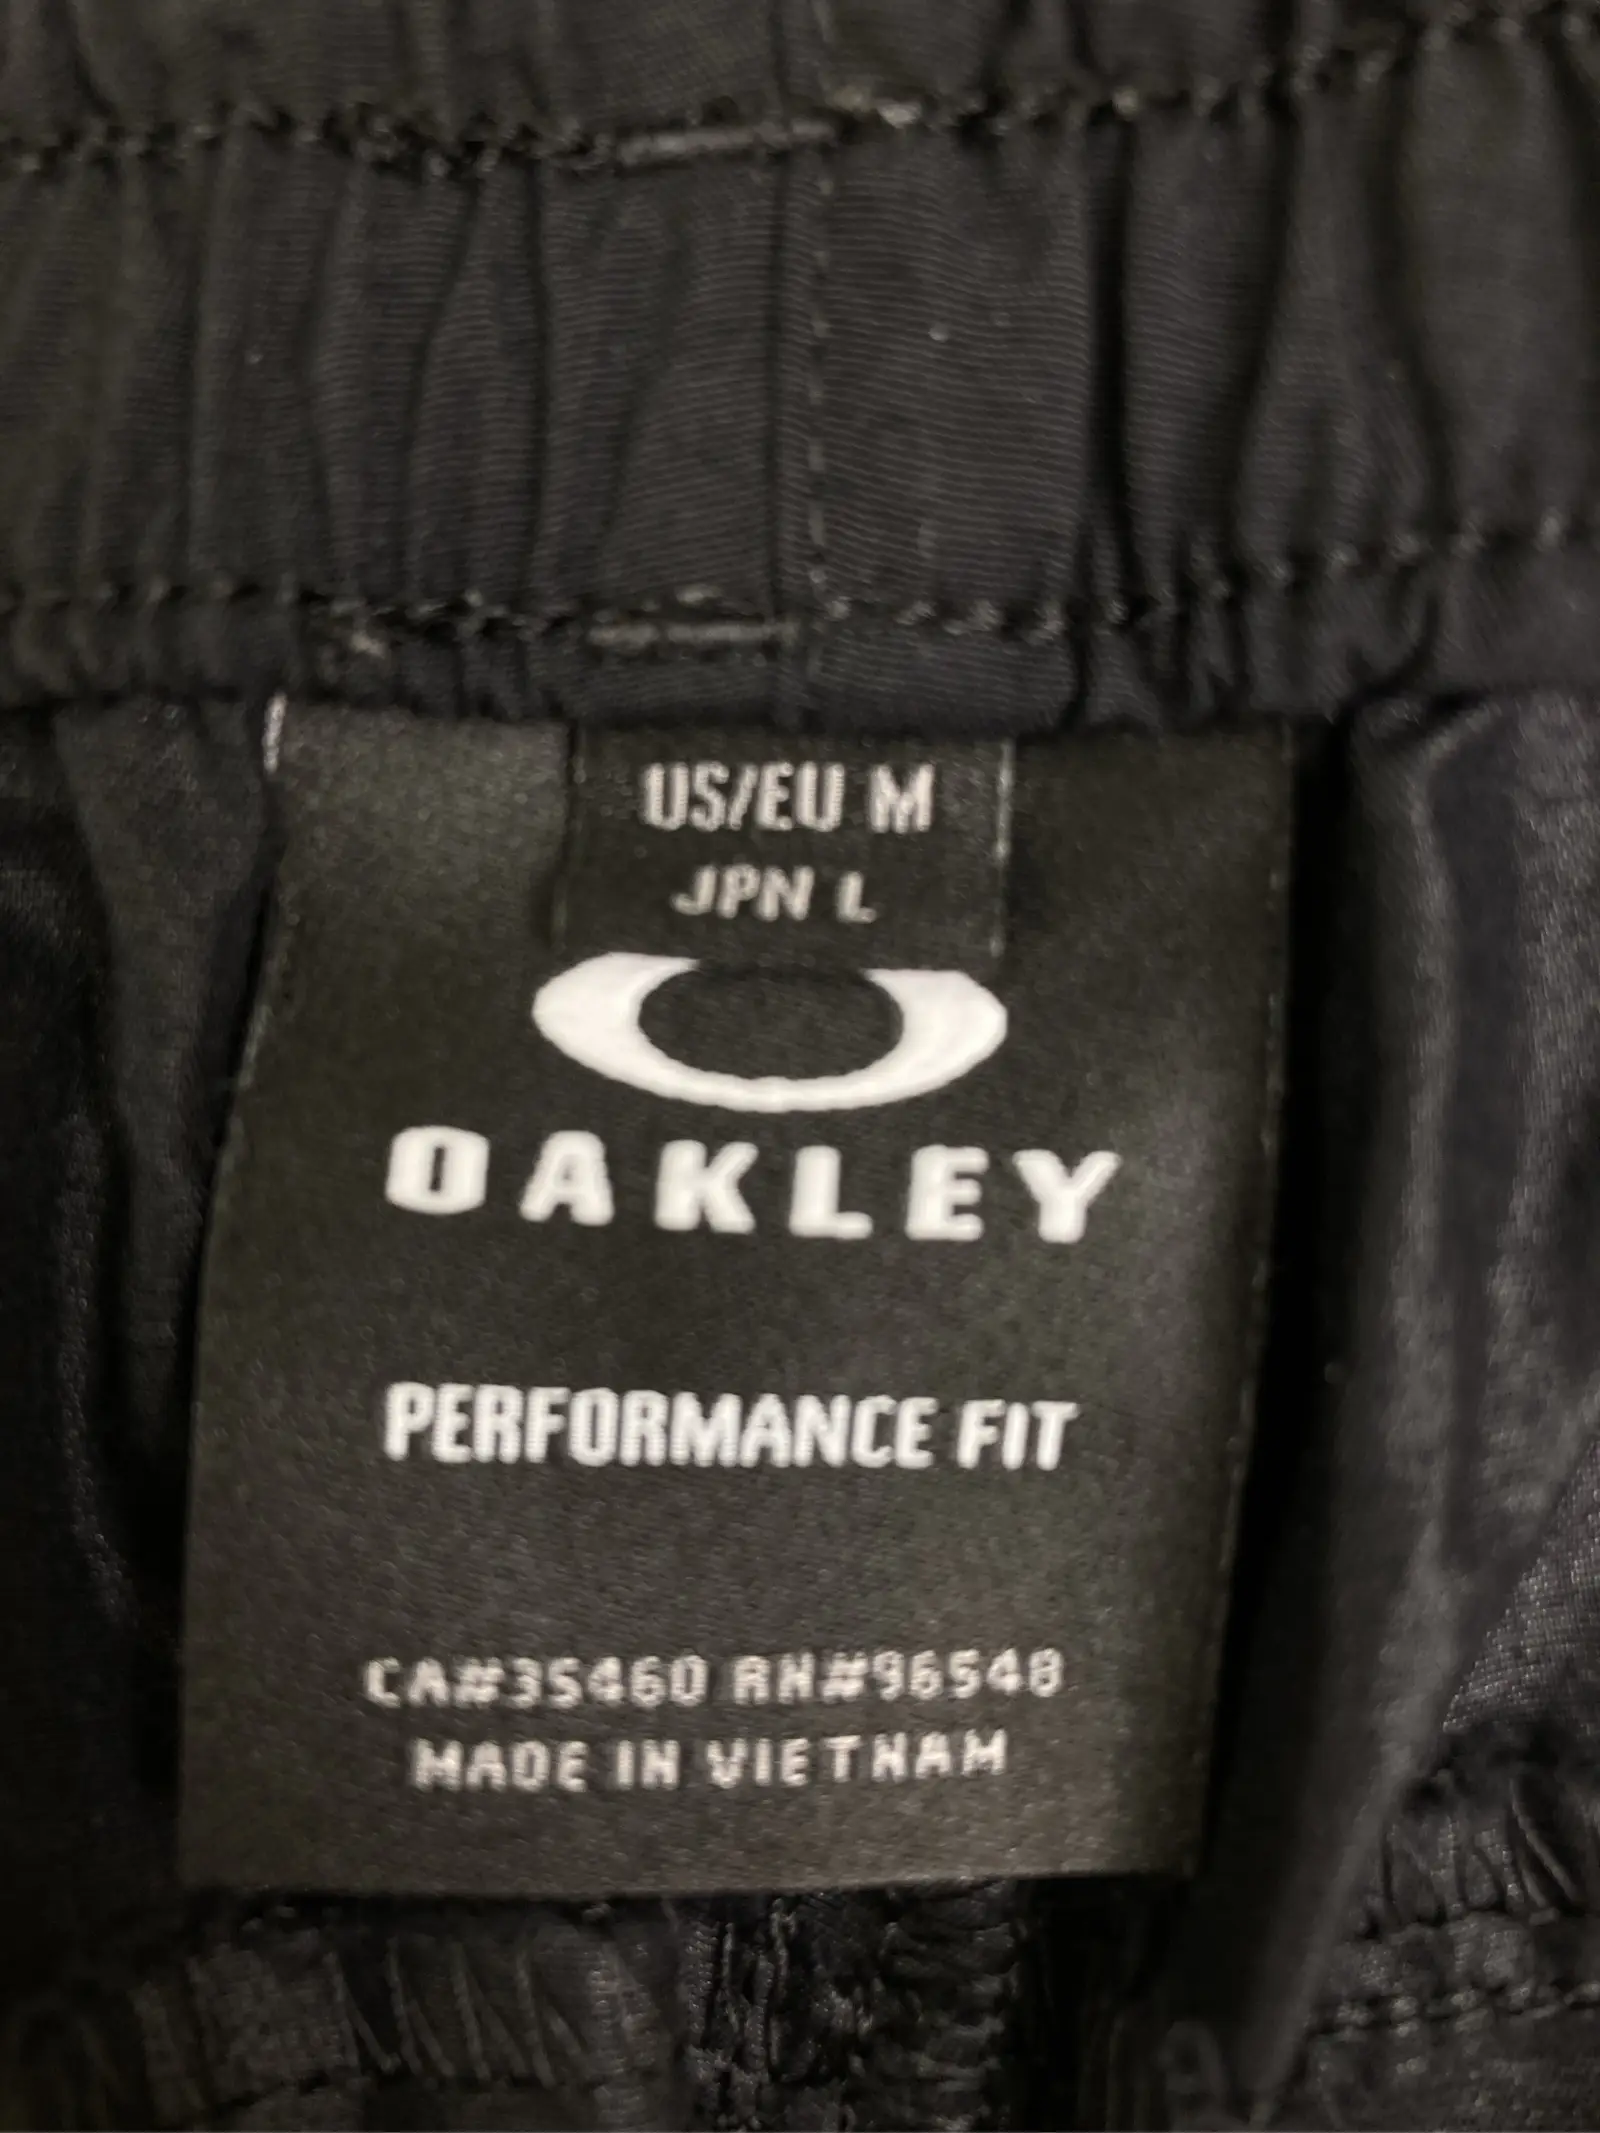 US/EU M
JPN L
OAKLEY
PERFORMANCE FIT
CA#35460 RN#96548
MADE IN VIETNAM